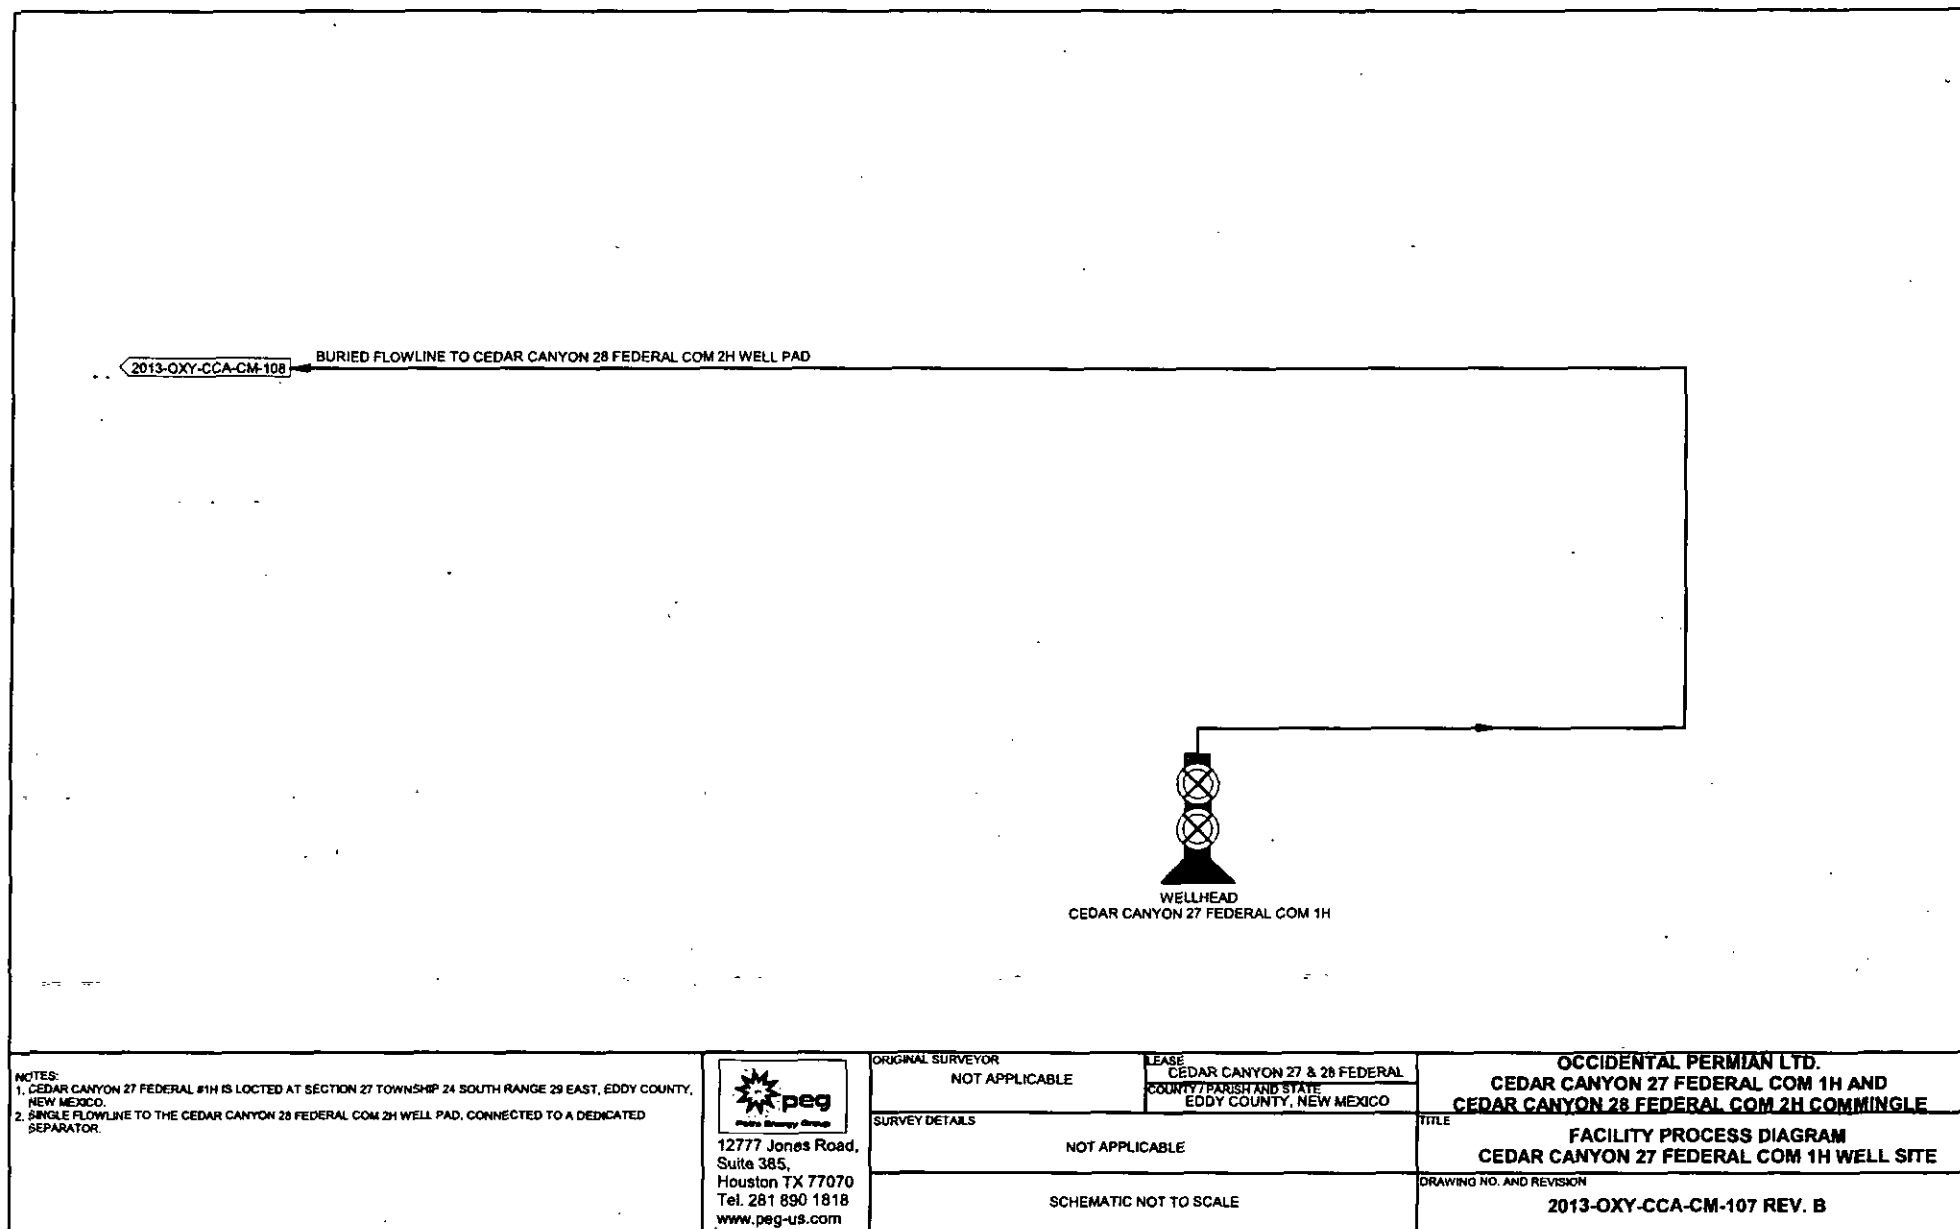 2013-OXY-CCA-CM-108
BURIED FLOWLINE TO CEDAR CANYON 28 FEDERAL COM 2H WELL PAD
WELLHEAD
CEDAR CANYON 27 FEDERAL COM 1H
NOTES:
1. CEDAR CANYON 27 FEDERAL #1H IS LOCTED AT SECTION 27 TOWNSHIP 24 SOUTH RANGE 29 EAST, EDDY COUNTY,
NEW MEXICO.
2. SINGLE FLOWLINE TO THE CEDAR CANYON 28 FEDERAL COM 2H WELL PAD, CONNECTED TO A DEDICATED
SEPARATOR.
peg
Petro Energy Group
12777 Jones Road,
Suite 385,
Houston TX 77070
Tel. 281 890 1818
www.peg-us.com
ORIGINAL SURVEYOR
NOT APPLICABLE
LEASE
CEDAR CANYON 27 & 28 FEDERAL
COUNTY / PARISH AND STATE
EDDY COUNTY, NEW MEXICO
SURVEY DETAILS
NOT APPLICABLE
SCHEMATIC NOT TO SCALE
OCCIDENTAL PERMIAN LTD.
CEDAR CANYON 27 FEDERAL COM 1H AND
CEDAR CANYON 28 FEDERAL COM 2H COMMINGLE
TITLE
FACILITY PROCESS DIAGRAM
CEDAR CANYON 27 FEDERAL COM 1H WELL SITE
DRAWING NO. AND REVISION
2013-OXY-CCA-CM-107 REV. B